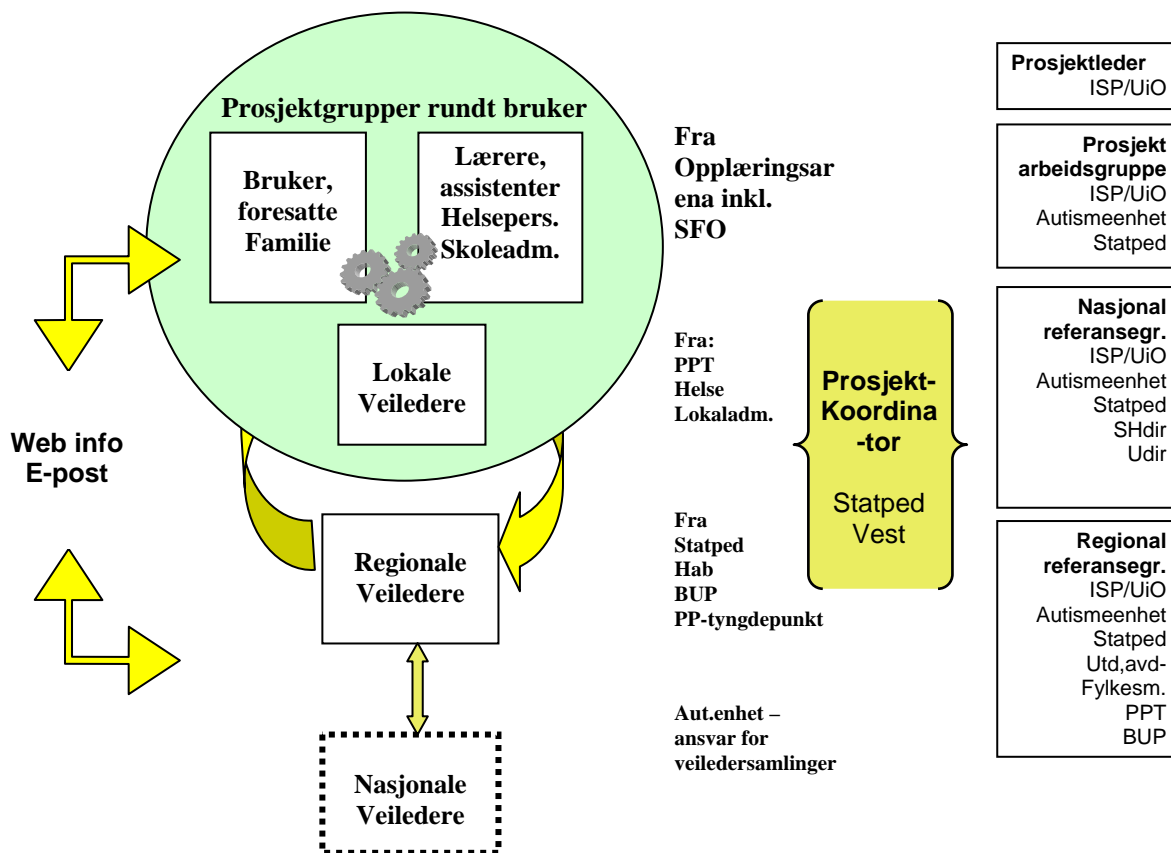 Prosjektgrupper rundt bruker
Bruker,
foresatte
Familie
Lærere,
assistenter
Helsepers.
Skoleadm.
Lokale
Veiledere
Web info
E-post
Regionale
Veiledere
Nasjonale
Veiledere
Fra
Opplæringsar
ena inkl.
SFO
Fra:
PPT
Helse
Lokaladm.
Fra
Statped
Hab
BUP
PP-tyngdepunkt
Aut.enhet –
ansvar for
veiledersamlinger
Prosjekt-
Koordina
-tor
Statped
Vest
Prosjektleder
ISP/UiO
Prosjekt
arbeidsgruppe
ISP/UiO
Autismeenhet
Statped
Nasjonal
referansegr.
ISP/UiO
Autismeenhet
Statped
SHdir
Udir
Regional
referansegr.
ISP/UiO
Autismeenhet
Statped
Utd,avd-
Fylkesm.
PPT
BUP